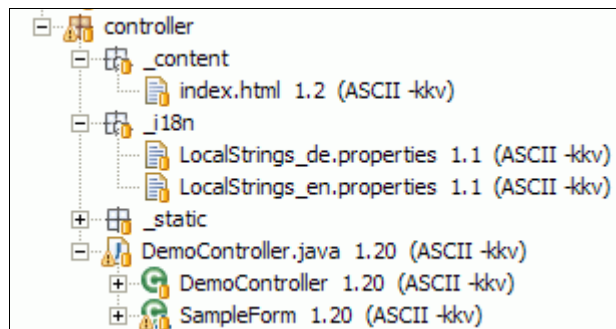 controller
_content
index.html 1.2 (ASCII -kkv)
_i18n
LocalStrings_de.properties 1.1 (ASCII -kkv)
LocalStrings_en.properties 1.1 (ASCII -kkv)
_static
DemoController.java 1.20 (ASCII -kkv)
DemoController 1.20 (ASCII -kkv)
SampleForm 1.20 (ASCII -kkv)